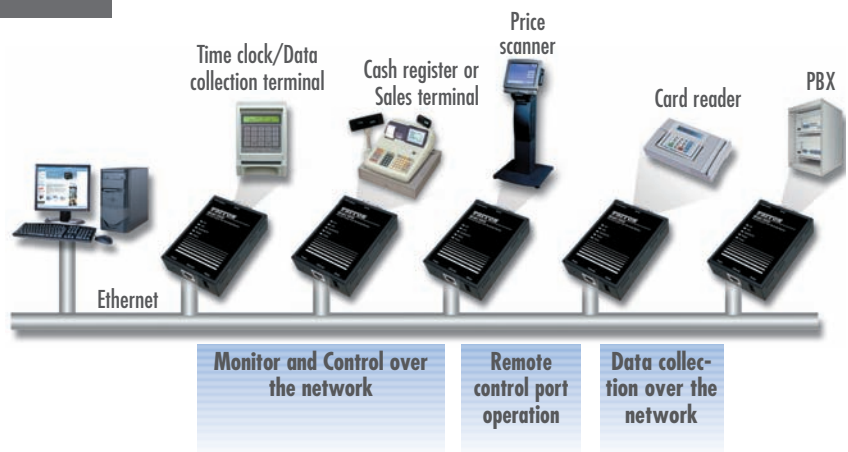 Price
scanner
Time clock/Data
collection terminal
Cash register or
Sales terminal
Card reader
PBX
Ethernet
Monitor and Control over
the network
Remote
control port
operation
Data collec-
tion over the
network